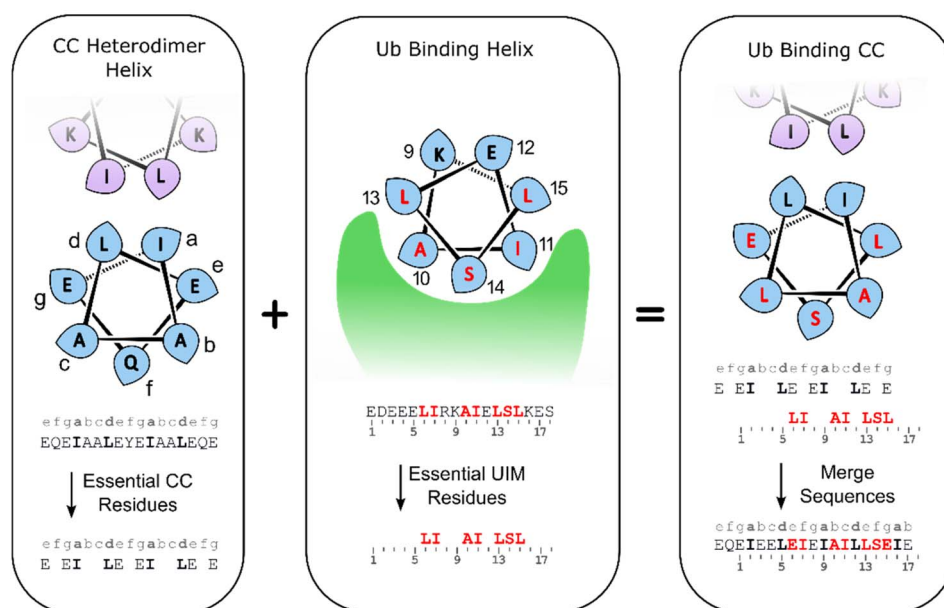 CC Heterodimer
Helix
K K
I L
d L I a
e
E E
g
A A
c b
Q
f
efgabcdefgabcdefg
EQEIAALEYEIAALEQE
Essential CC
Residues
efgabcdefgabcdefg
E EI LE EI LE E
+
Ub Binding Helix
9 K E 12
13 L L 15
A I 11
10 S 14
EDEEELIRKAIELSLKES
1 5 9 13 17
Essential UIM
Residues
LI AI LSL
1 5 9 13 17
=
Ub Binding CC
K K
I L
L I
E L
L A
S
efgabcdefgabcdefg
E EI LE EI LE E
LI AI LSL
1 5 9 13 17
Merge
Sequences
efgabcdefgabcdefgab
EQEIEELEIEIAILLSEIE
1 5 9 13 17